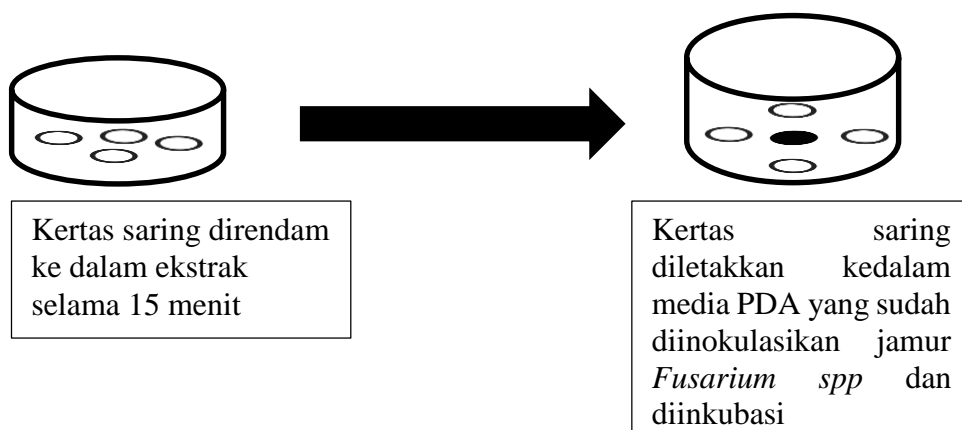 Kertas saring direndam
ke dalam ekstrak
selama 15 menit
Kertas saring
diletakkan kedalam
media PDA yang sudah
diinokulasikan jamur
Fusarium spp dan
diinkubasi